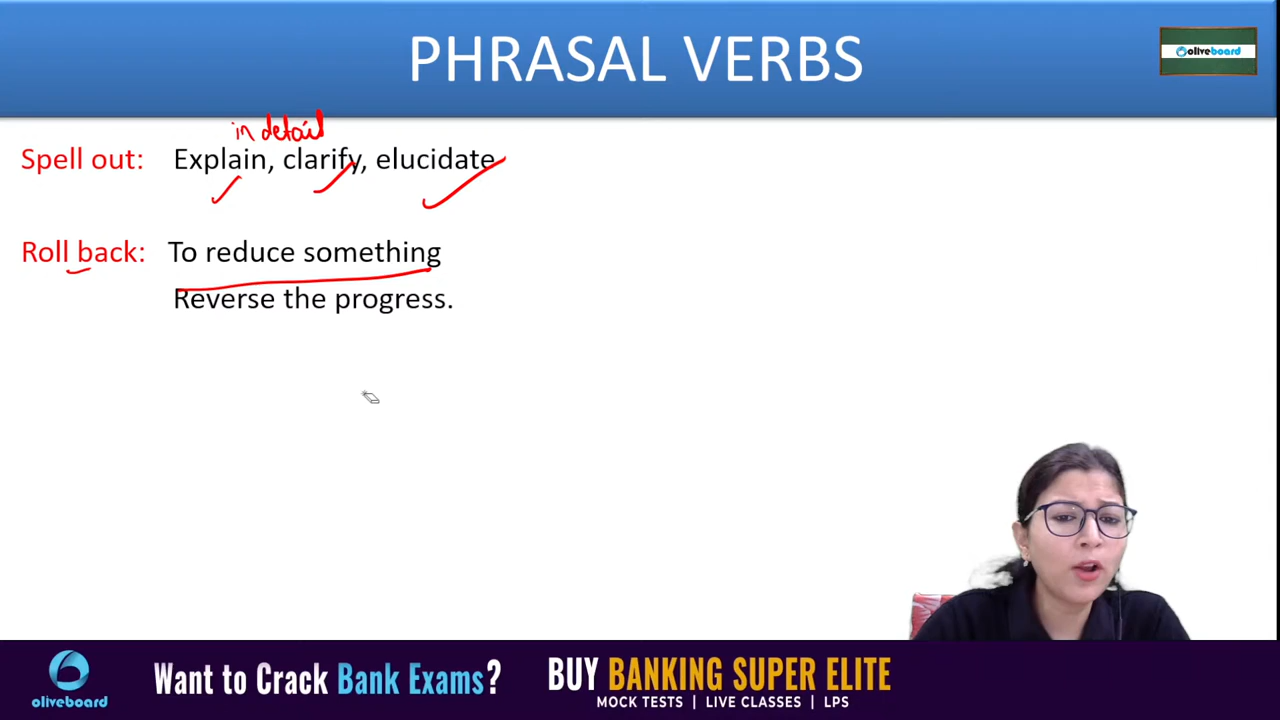 PHRASAL VERBS
oliveboard
in detail
Spell out: Explain, clarify, elucidate
Roll back: To reduce something
Reverse the progress.
oliveboard
Want to Crack Bank Exams?
BUY BANKING SUPER ELITE
MOCK TESTS | LIVE CLASSES | LPS